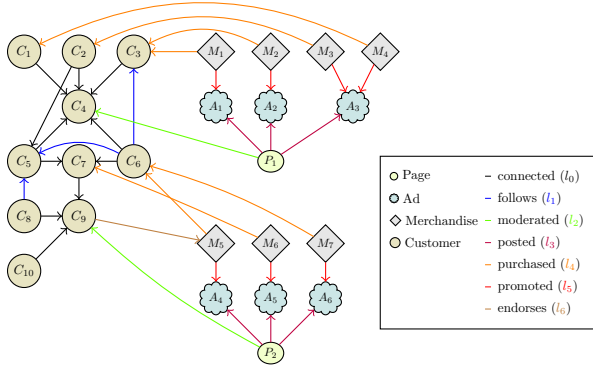 C1 C2 C3 M1 M2 M3 M4
C4 A1 A2 A3
C5 C7 C6 P1
C8 C9 M5 M6 M7
C10 A4 A5 A6
P2
Page
Ad
Merchandise
Customer
connected (l0)
follows (l1)
moderated (l2)
posted (l3)
purchased (l4)
promoted (l5)
endorses (l6)